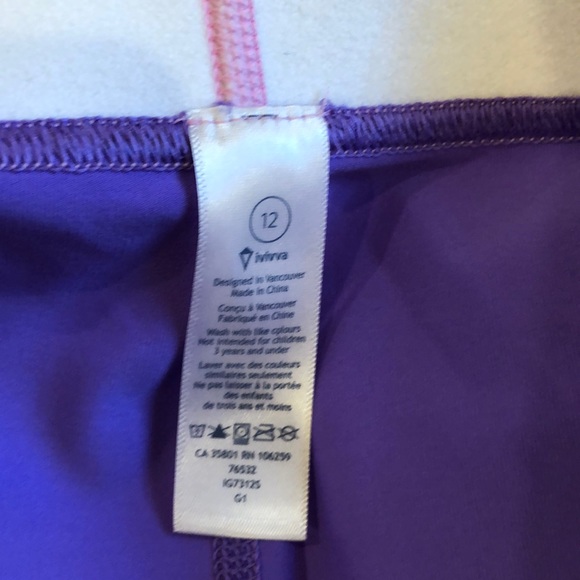 12
ivivva
Designed in Vancouver
Made in China
Conçu à Vancouver
Fabriqué en Chine
Wash with like colours
Not intended for children
3 years and under
Laver avec des couleurs
similaires seulement
Ne pas laisser à la portée
des enfants
de trois ans et moins
CA 35801 RN 106259
76532
IG7312S
G1